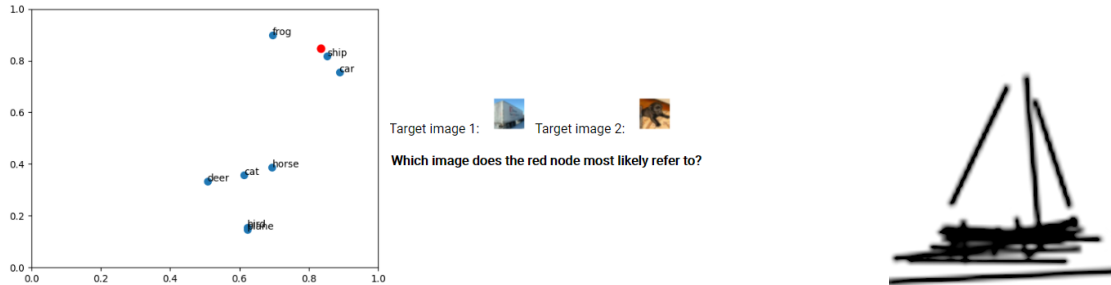 1.0
frog
ship
0.8
car
0.6
Target image 1: Target image 2:
Which image does the red node most likely refer to?
0.4
horse
cat
deer
0.2
bird
plane
0.0
0.0 0.2 0.4 0.6 0.8 1.0